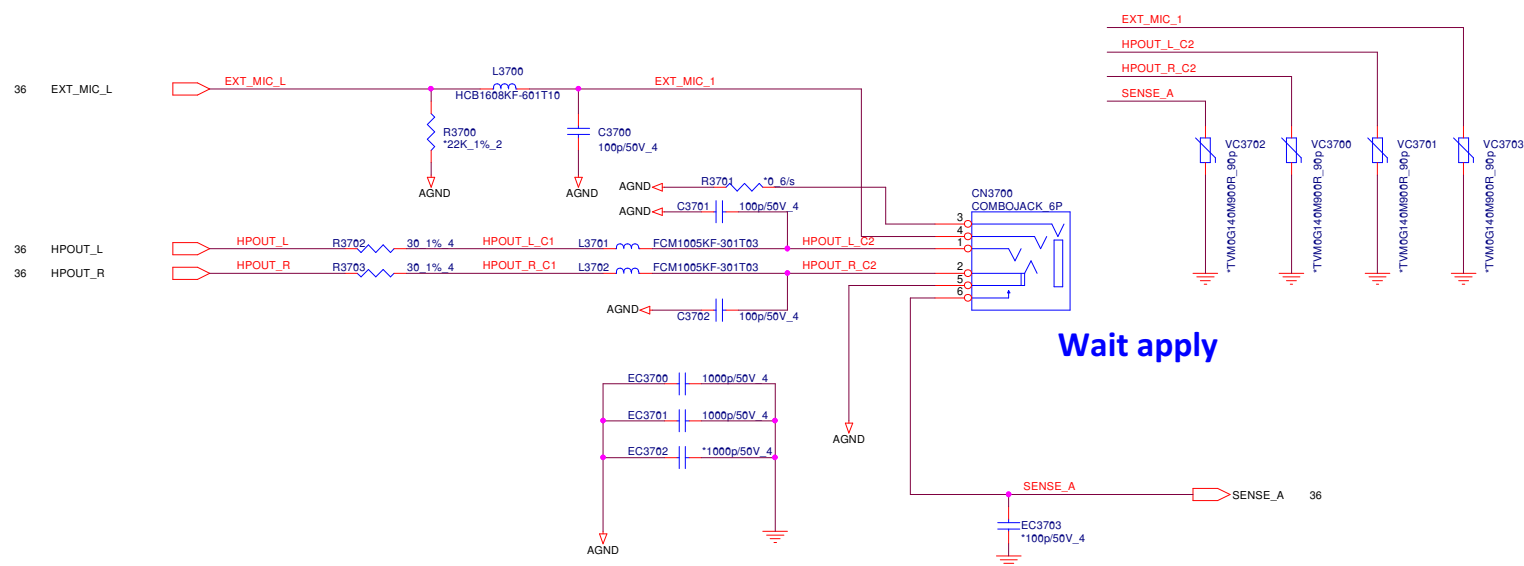 EXT_MIC_1
HPOUT_L_C2
HPOUT_R_C2
SENSE_A
36 EXT_MIC_L
EXT_MIC_L
L3700
HCB1608KF-601T10
EXT_MIC_1
R3700
*22K_1%_2
C3700
100p/50V_4
AGND
AGND
VC3702
*TVM0G140M900R_90p
VC3700
*TVM0G140M900R_90p
VC3701
*TVM0G140M900R_90p
VC3703
*TVM0G140M900R_90p
AGND
R3701
*0_6/s
AGND
C3701
100p/50V_4
CN3700
COMBOJACK_6P
3
4
1
2
5
6
36 HPOUT_L
HPOUT_L
R3702
30_1%_4
HPOUT_L_C1
L3701
FCM1005KF-301T03
HPOUT_L_C2
36 HPOUT_R
HPOUT_R
R3703
30_1%_4
HPOUT_R_C1
L3702
FCM1005KF-301T03
HPOUT_R_C2
AGND
C3702
100p/50V_4
Wait apply
EC3700
1000p/50V_4
EC3701
1000p/50V_4
EC3702
*1000p/50V_4
AGND
AGND
SENSE_A
SENSE_A 36
EC3703
*100p/50V_4